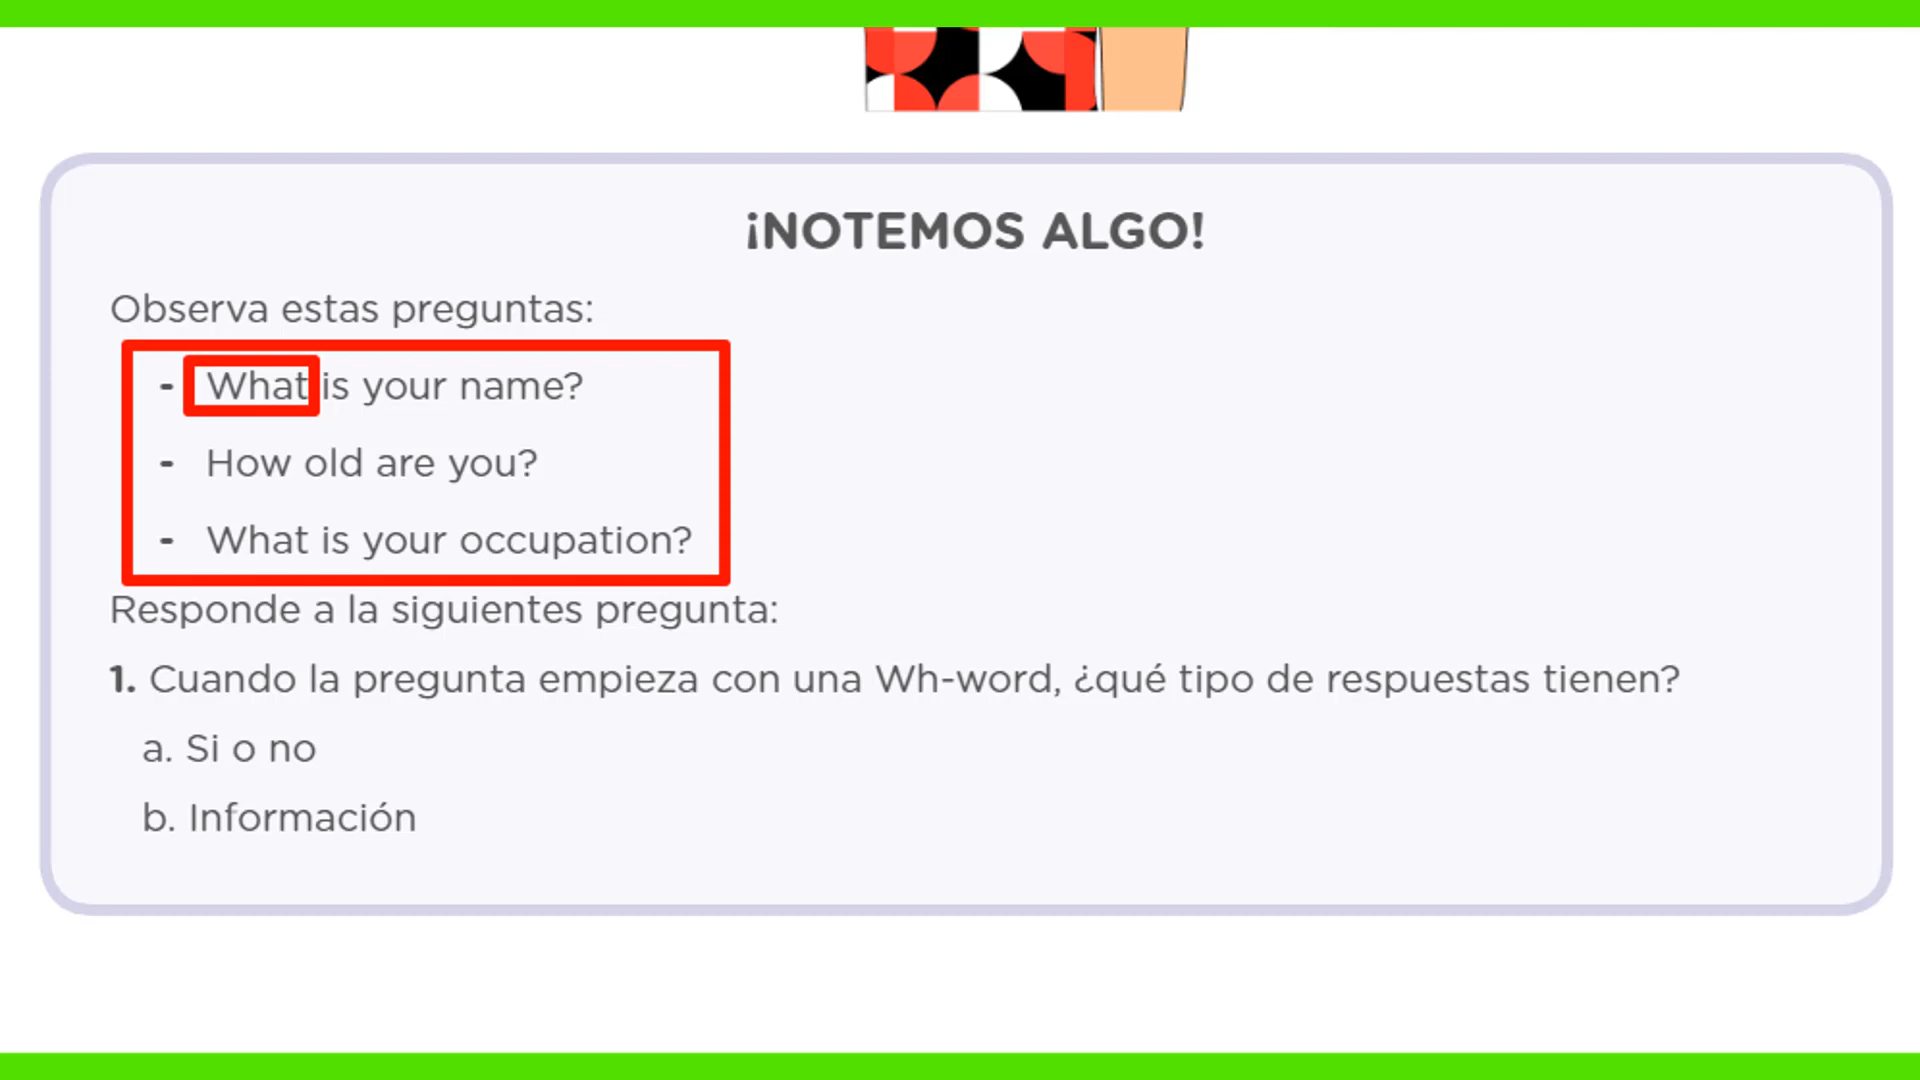 ¡NOTEMOS ALGO!
Observa estas preguntas:
- What is your name?
- How old are you?
- What is your occupation?
Responde a la siguientes pregunta:
1. Cuando la pregunta empieza con una Wh-word, ¿qué tipo de respuestas tienen?
a. Si o no
b. Información